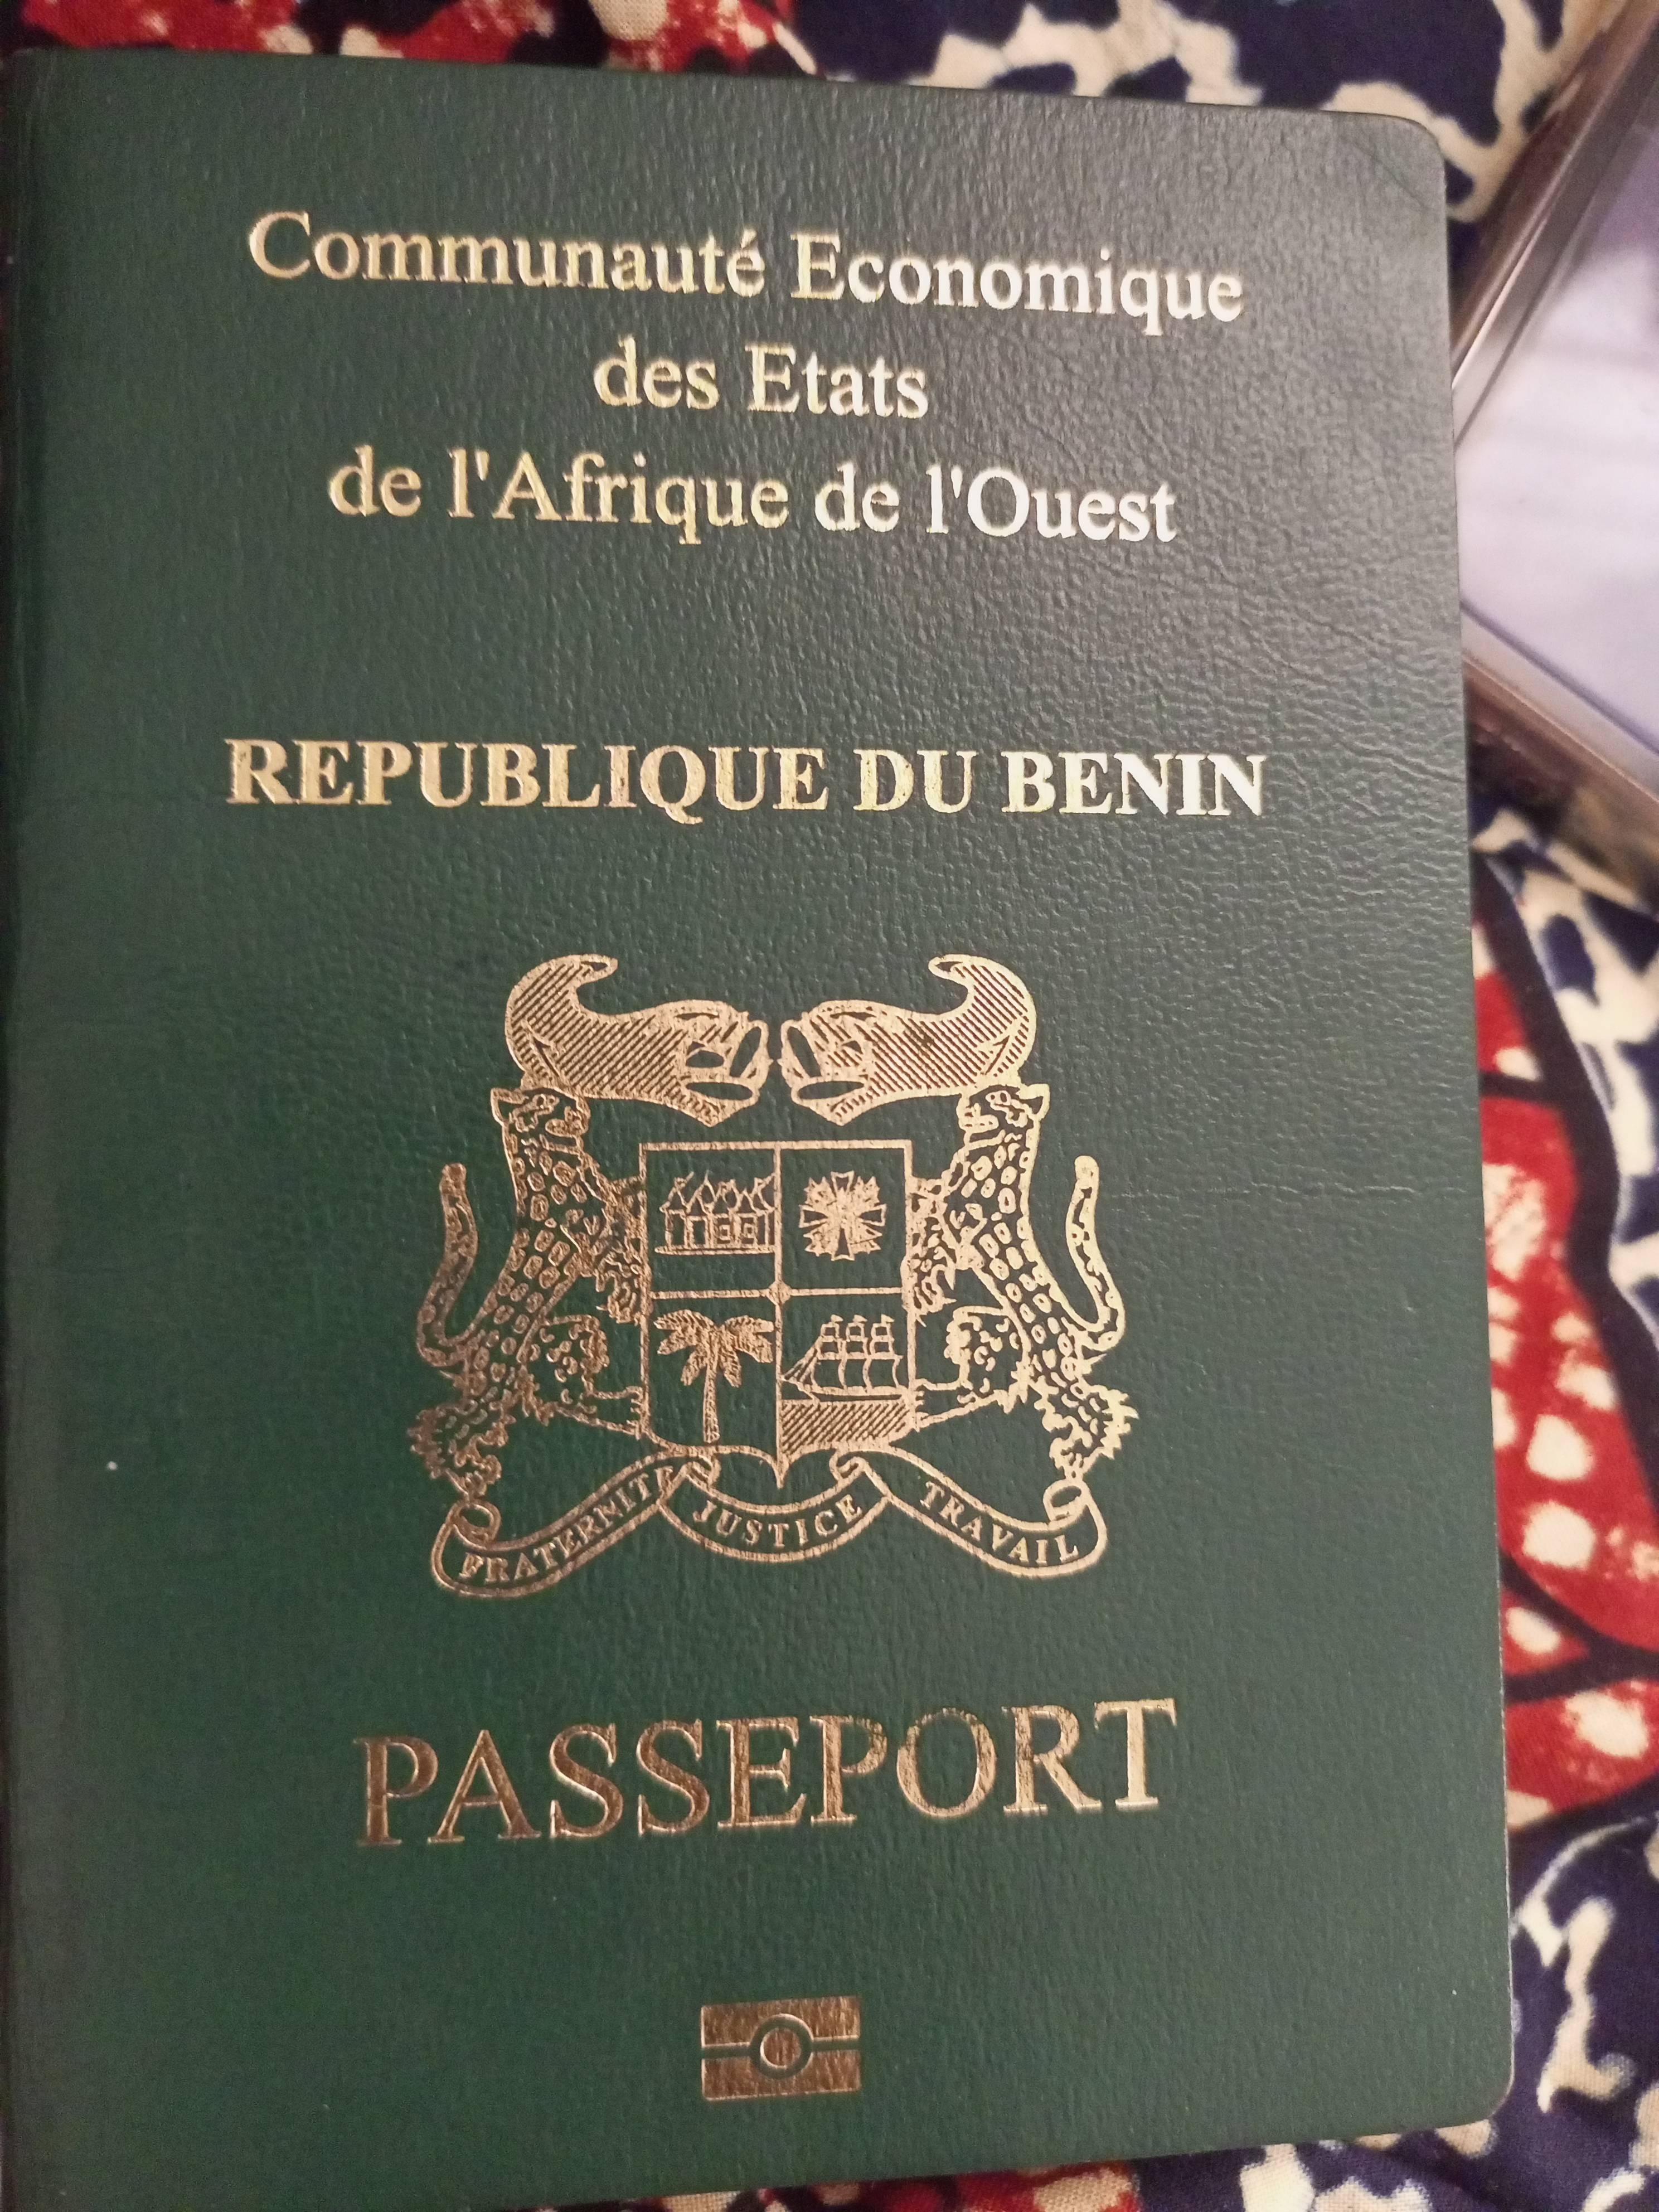 Communauté Economique
des Etats
de l'Afrique de l'Ouest
REPUBLIQUE DU BENIN
FRATERNITE JUSTICE TRAVAIL
PASSEPORT